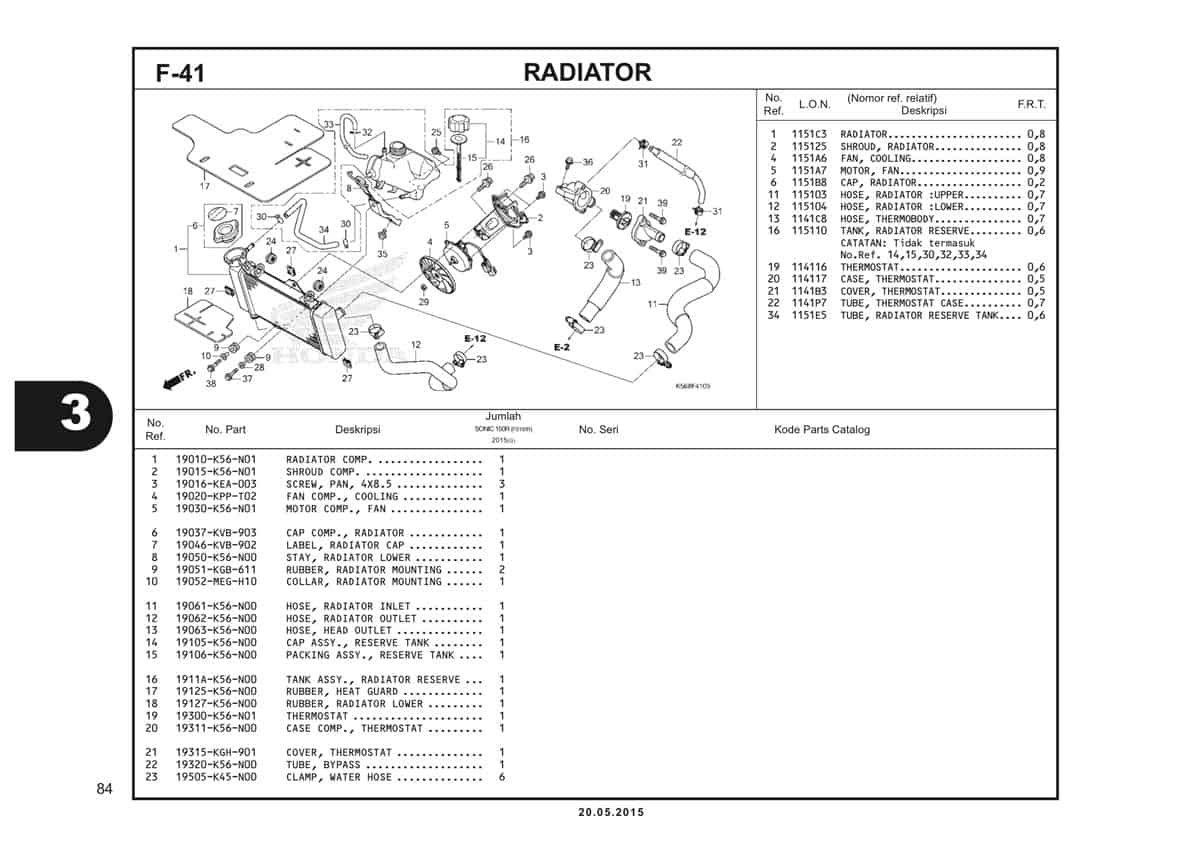 F-41
RADIATOR
33
32
25
14
16
15
26
26
3
8
17
7
6
30
30
34
24
27
35
1
24
18
27
4
5
2
3
29
36
20
31
22
31
E-12
19
21
39
23
39
23
13
11
23
E-2
23
23
12
E-12
23
9
10
9
28
38
37
27
FR.
HONDA
K56RF4105
No.
Ref.
L.O.N.
(Nomor ref. relatif)
Deskripsi
F.R.T.
1 1151C3 RADIATOR....................... 0,8
2 115125 SHROUD, RADIATOR............... 0,8
4 1151A6 FAN, COOLING................... 0,8
5 1151A7 MOTOR, FAN..................... 0,9
6 1151B8 CAP, RADIATOR.................. 0,2
11 115103 HOSE, RADIATOR :UPPER.......... 0,7
12 115104 HOSE, RADIATOR :LOWER.......... 0,7
13 1141C8 HOSE, THERMOBODY............... 0,7
16 115110 TANK, RADIATOR RESERVE......... 0,6
CATATAN: Tidak termasuk
No.Ref. 14,15,30,32,33,34
19 114116 THERMOSTAT..................... 0,6
20 114117 CASE, THERMOSTAT............... 0,5
21 1141B3 COVER, THERMOSTAT.............. 0,5
22 1141P7 TUBE, THERMOSTAT CASE.......... 0,7
34 1151E5 TUBE, RADIATOR RESERVE TANK.... 0,6
3
No.
Ref.
No. Part
Deskripsi
Jumlah
2015(G)
No. Seri
Kode Parts Catalog
1 19010-K56-N01 RADIATOR COMP. ................. 1
2 19015-K56-N01 SHROUD COMP. ................... 1
3 19016-KEA-003 SCREW, PAN, 4X8.5 .............. 3
4 19020-KPP-T02 FAN COMP., COOLING ............. 1
5 19030-K56-N01 MOTOR COMP., FAN ............... 1
6 19037-KVB-903 CAP COMP., RADIATOR ............ 1
7 19046-KVB-902 LABEL, RADIATOR CAP ............ 1
8 19050-K56-N00 STAY, RADIATOR LOWER ........... 1
9 19051-KGB-611 RUBBER, RADIATOR MOUNTING ...... 2
10 19052-MEG-H10 COLLAR, RADIATOR MOUNTING ...... 1
11 19061-K56-N00 HOSE, RADIATOR INLET ........... 1
12 19062-K56-N00 HOSE, RADIATOR OUTLET .......... 1
13 19063-K56-N00 HOSE, HEAD OUTLET .............. 1
14 19105-K56-N00 CAP ASSY., RESERVE TANK ........ 1
15 19106-K56-N00 PACKING ASSY., RESERVE TANK .... 1
16 1911A-K56-N00 TANK ASSY., RADIATOR RESERVE ... 1
17 19125-K56-N00 RUBBER, HEAT GUARD ............. 1
18 19127-K56-N00 RUBBER, RADIATOR LOWER ......... 1
19 19300-K56-N01 THERMOSTAT ..................... 1
20 19311-K56-N00 CASE COMP., THERMOSTAT ......... 1
21 19315-KGH-901 COVER, THERMOSTAT .............. 1
22 19320-K56-N00 TUBE, BYPASS ................... 1
23 19505-K45-N00 CLAMP, WATER HOSE .............. 6
84
20.05.2015